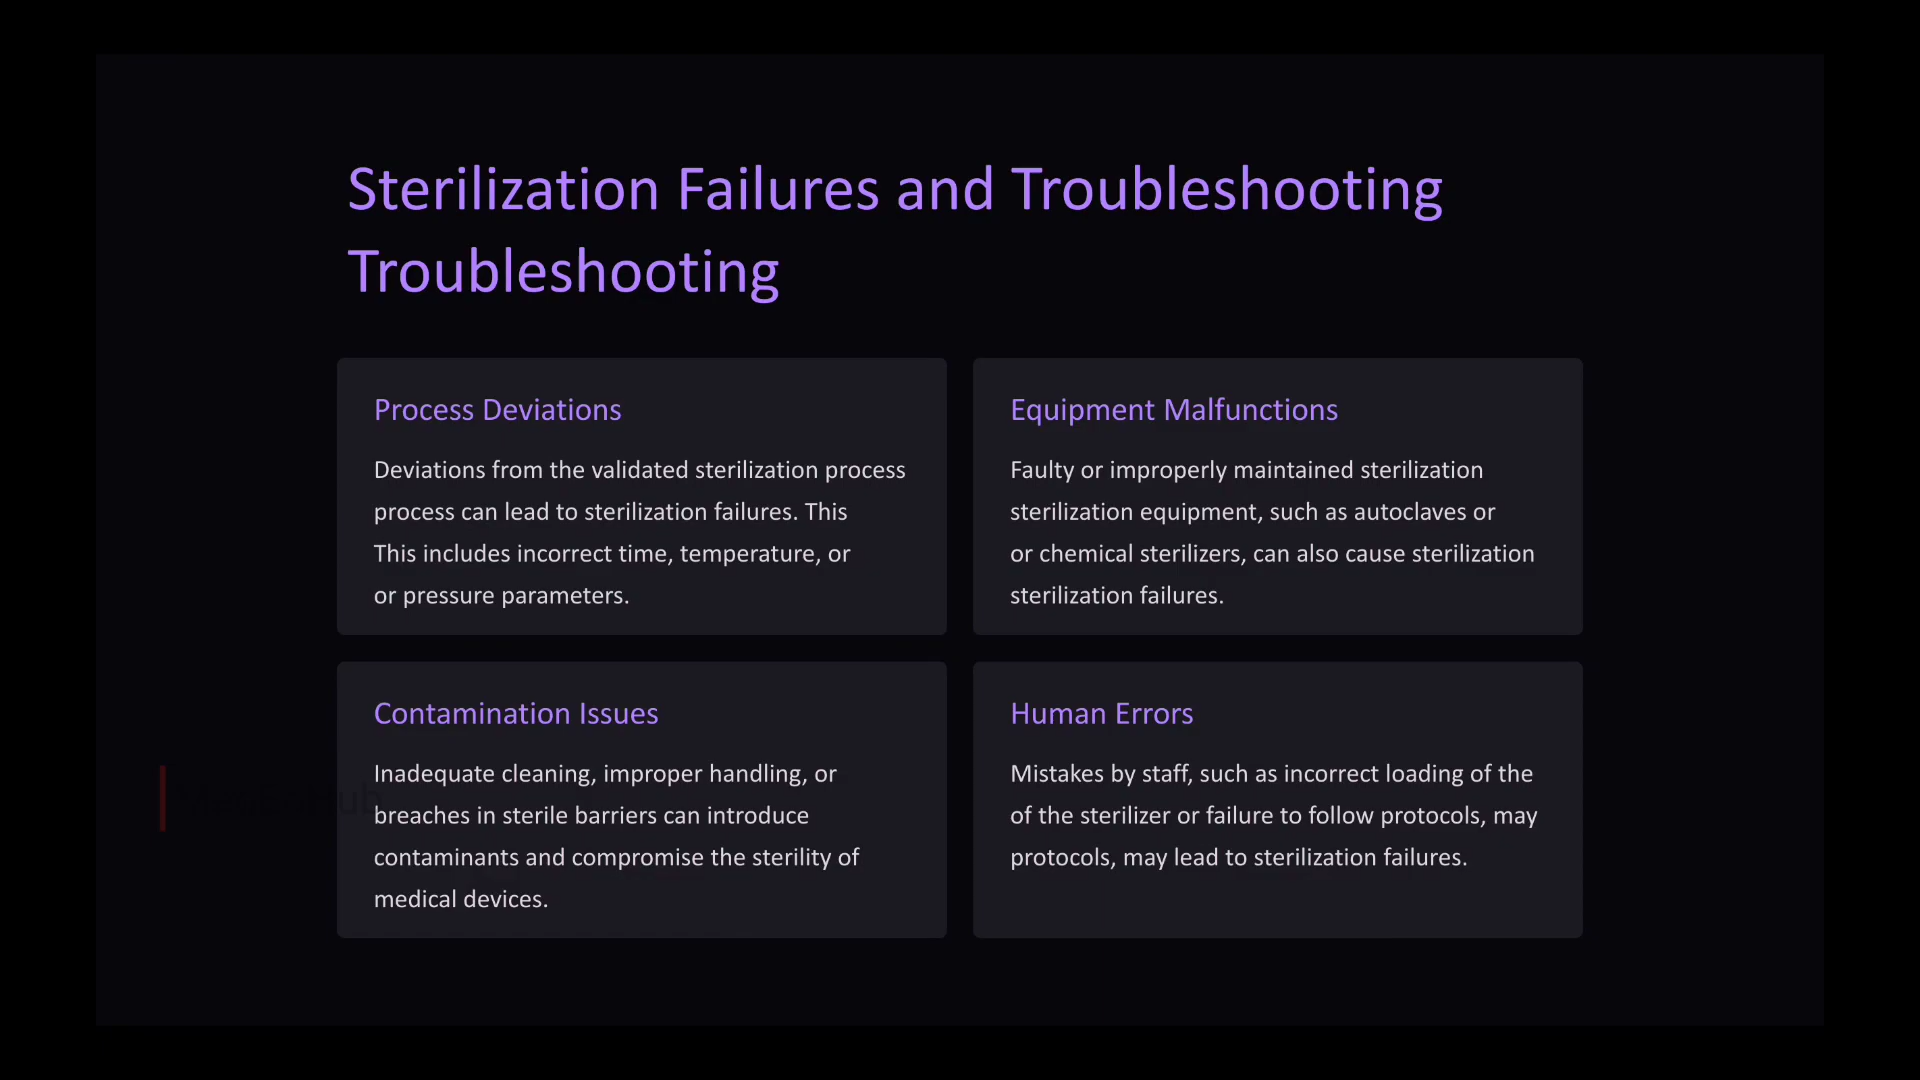 Sterilization Failures and Troubleshooting
Troubleshooting
Process Deviations
Deviations from the validated sterilization process
process can lead to sterilization failures. This
This includes incorrect time, temperature, or
or pressure parameters.
Equipment Malfunctions
Faulty or improperly maintained sterilization
sterilization equipment, such as autoclaves or
or chemical sterilizers, can also cause sterilization
sterilization failures.
Contamination Issues
Inadequate cleaning, improper handling, or
breaches in sterile barriers can introduce
contaminants and compromise the sterility of
medical devices.
Human Errors
Mistakes by staff, such as incorrect loading of the
of the sterilizer or failure to follow protocols, may
protocols, may lead to sterilization failures.